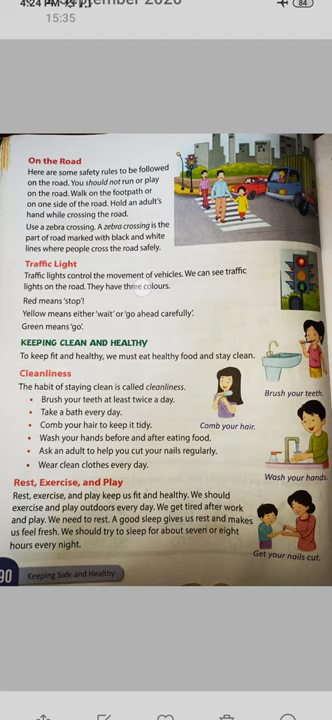 4:24 PM
September 2020
84
15:35
On the Road
Here are some safety rules to be followed
on the road. You should not run or play
on the road. Walk on the footpath or
on one side of the road. Hold an adult's
hand while crossing the road.
Use a zebra crossing. A zebra crossing is the
part of road marked with black and white
lines where people cross the road safely.
Traffic Light
Traffic lights control the movement of vehicles. We can see traffic
lights on the road. They have three colours.
Red means 'stop'!
Yellow means either 'wait' or 'go ahead carefully'.
Green means 'go'.
KEEPING CLEAN AND HEALTHY
To keep fit and healthy, we must eat healthy food and stay clean.
Cleanliness
The habit of staying clean is called cleanliness.
• Brush your teeth at least twice a day.
• Take a bath every day.
• Comb your hair to keep it tidy.
• Wash your hands before and after eating food.
• Ask an adult to help you cut your nails regularly.
• Wear clean clothes every day.
Brush your teeth.
Comb your hair.
Wash your hands.
Rest, Exercise, and Play
Rest, exercise, and play keep us fit and healthy. We should
exercise and play outdoors every day. We get tired after work
and play. We need to rest. A good sleep gives us rest and makes
us feel fresh. We should try to sleep for about seven or eight
hours every night.
Get your nails cut.
90 Keeping Safe and Healthy